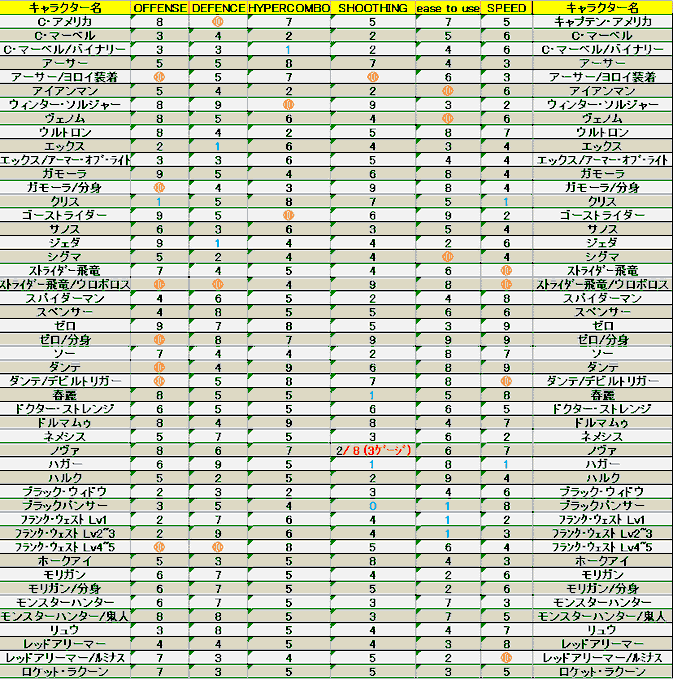 キャラクター名 OFFENSE DEFENCE HYPERCOMBO SHOOTHING ease to use SPEED キャラクター名
C・アメリカ 8 ⑩ 7 5 7 5 キャプテン・アメリカ
C・マーベル 3 4 2 2 5 6 C・マーベル
C・マーベル/バイナリー 3 3 1 2 4 6 C・マーベル/バイナリー
アーサー 5 5 8 7 4 3 アーサー
アーサー/ヨロイ装着 ⑩ 5 7 ⑩ 6 3 アーサー/ヨロイ装着
アイアンマン 5 4 2 2 ⑩ 6 アイアンマン
ウィンター・ソルジャー 8 9 ⑩ 9 3 2 ウィンター・ソルジャー
ヴェノム 8 5 6 4 ⑩ 6 ヴェノム
ウルトロン 8 4 2 5 8 7 ウルトロン
エックス 2 1 6 4 3 4 エックス
エックス/アーマー・オブ・ライト 3 3 6 5 4 4 エックス/アーマー・オブ・ライト
ガモーラ 9 5 4 6 8 4 ガモーラ
ガモーラ/分身 ⑩ 4 3 9 8 4 ガモーラ/分身
クリス 1 5 8 7 5 1 クリス
ゴーストライダー 9 5 ⑩ 6 9 2 ゴーストライダー
サノス 6 3 6 3 5 4 サノス
ジェダ 9 1 4 4 2 6 ジェダ
シグマ 5 2 4 4 ⑩ 4 シグマ
ストライダー飛竜 7 4 5 4 6 ⑩ ストライダー飛竜
ストライダー飛竜/ウロボロス ⑩ ⑩ 4 9 8 ⑩ ストライダー飛竜/ウロボロス
スパイダーマン 4 6 5 2 4 8 スパイダーマン
スペンサー 4 8 5 5 6 6 スペンサー
ゼロ 9 7 8 5 3 9 ゼロ
ゼロ/分身 ⑩ 8 7 9 9 9 ゼロ/分身
ソー 7 4 4 2 8 7 ソー
ダンテ ⑩ 4 9 6 8 9 ダンテ
ダンテ/デビルトリガー ⑩ 5 8 7 8 ⑩ ダンテ/デビルトリガー
春麗 8 5 5 1 5 8 春麗
ドクター・ストレンジ 6 5 5 6 6 5 ドクター・ストレンジ
ドルマムゥ 8 4 9 8 4 7 ドルマムゥ
ネメシス 5 7 5 3 6 2 ネメシス
ノヴァ 8 6 7 2/8(3ゲージ) 6 7 ノヴァ
ハガー 6 9 5 1 8 1 ハガー
ハルク 5 2 5 2 9 4 ハルク
ブラック・ウィドウ 2 3 2 3 4 6 ブラック・ウィドウ
ブラックパンサー 3 5 4 0 1 8 ブラックパンサー
フランク・ウェスト Lv1 2 7 6 4 1 2 フランク・ウェスト Lv1
フランク・ウェスト Lv2~3 2 9 6 4 1 3 フランク・ウェスト Lv2~3
フランク・ウェスト Lv4~5 ⑩ ⑩ 8 5 6 4 フランク・ウェスト Lv4~5
ホークアイ 5 3 5 8 4 3 ホークアイ
モリガン 6 7 5 4 2 6 モリガン
モリガン/分身 6 7 5 5 2 6 モリガン/分身
モンスターハンター 6 7 5 3 7 3 モンスターハンター
モンスターハンター/鬼人 8 8 5 3 7 5 モンスターハンター/鬼人
リュウ 3 8 5 4 4 7 リュウ
レッドアリーマー 4 4 5 4 3 8 レッドアリーマー
レッドアリーマー/ルミナス 7 3 4 5 2 ⑩ レッドアリーマー/ルミナス
ロケット・ラクーン 7 3 5 5 3 5 ロケット・ラクーン